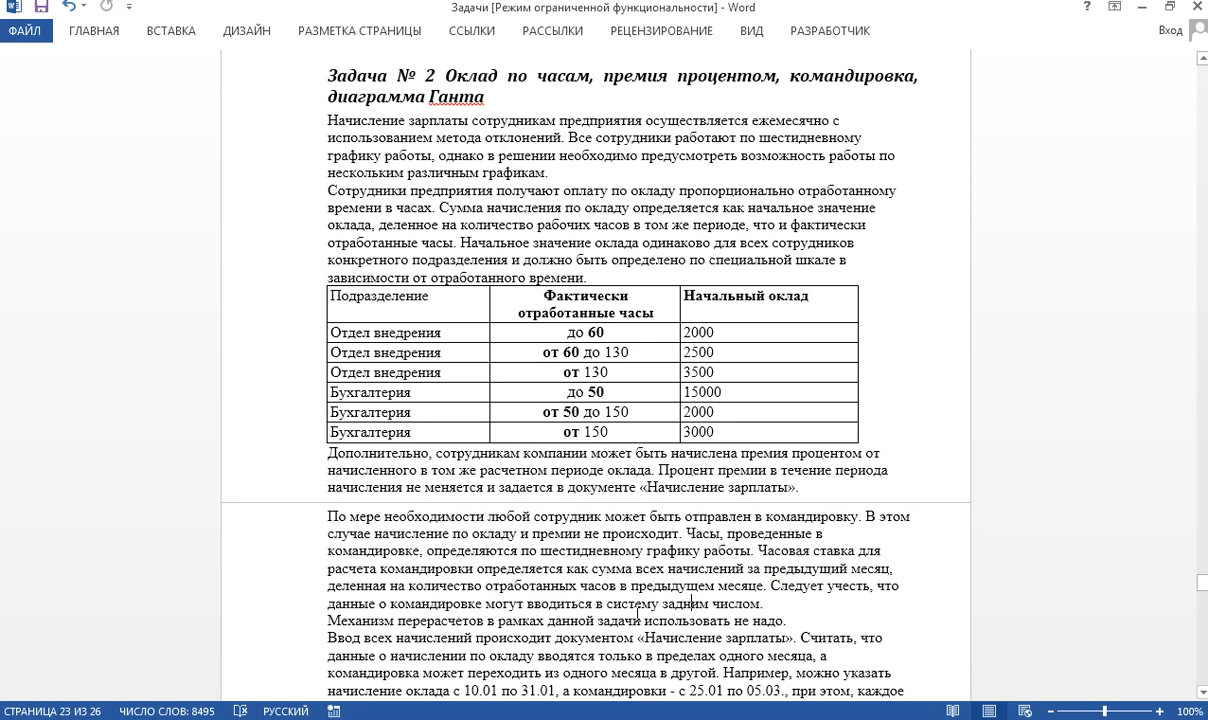 Задачи [Режим ограниченной функциональности] - Word
ФАЙЛ ГЛАВНАЯ ВСТАВКА ДИЗАЙН РАЗМЕТКА СТРАНИЦЫ ССЫЛКИ РАССЫЛКИ РЕЦЕНЗИРОВАНИЕ ВИД РАЗРАБОТЧИК Вход
Задача № 2 Оклад по часам, премия процентом, командировка,
диаграмма Ганта
Начисление зарплаты сотрудникам предприятия осуществляется ежемесячно с
использованием метода отклонений. Все сотрудники работают по шестидневному
графику работы, однако в решении необходимо предусмотреть возможность работы по
нескольким различным графикам.
Сотрудники предприятия получают оплату по окладу пропорционально отработанному
времени в часах. Сумма начисления по окладу определяется как начальное значение
оклада, деленное на количество рабочих часов в том же периоде, что и фактически
отработанные часы. Начальное значение оклада одинаково для всех сотрудников
конкретного подразделения и должно быть определено по специальной шкале в
зависимости от отработанного времени.
Подразделение Фактически отработанные часы Начальный оклад
Отдел внедрения до 60 2000
Отдел внедрения от 60 до 130 2500
Отдел внедрения от 130 3500
Бухгалтерия до 50 15000
Бухгалтерия от 50 до 150 2000
Бухгалтерия от 150 3000
Дополнительно, сотрудникам компании может быть начислена премия процентом от
начисленного в том же расчетном периоде оклада. Процент премии в течение периода
начисления не меняется и задается в документе «Начисление зарплаты».
По мере необходимости любой сотрудник может быть отправлен в командировку. В этом
случае начисление по окладу и премии не происходит. Часы, проведенные в
командировке, определяются по шестидневному графику работы. Часовая ставка для
расчета командировки определяется как сумма всех начислений за предыдущий месяц,
деленная на количество отработанных часов в предыдущем месяце. Следует учесть, что
данные о командировке могут вводиться в систему задним числом.
Механизм перерасчетов в рамках данной задачи использовать не надо.
Ввод всех начислений происходит документом «Начисление зарплаты». Считать, что
данные о начислении по окладу вводятся только в пределах одного месяца, а
командировка может переходить из одного месяца в другой. Например, можно указать
начисление оклада с 10.01 по 31.01, а командировки - с 25.01 по 05.03., при этом, каждое
СТРАНИЦА 23 ИЗ 26 ЧИСЛО СЛОВ: 8495 РУССКИЙ 100%